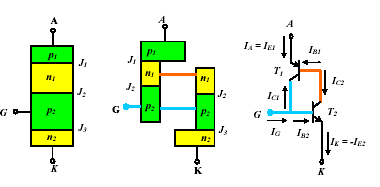 A
p1
J1
n1
J2
G
p2
J3
n2
K
A
p1
J1
n1
n1
J2
J2
G
p2
p2
J3
n2
K
A
IA = IE1
IB1
T1
IC2
IC1
G
T2
IG
IB2
IK = -IE2
K